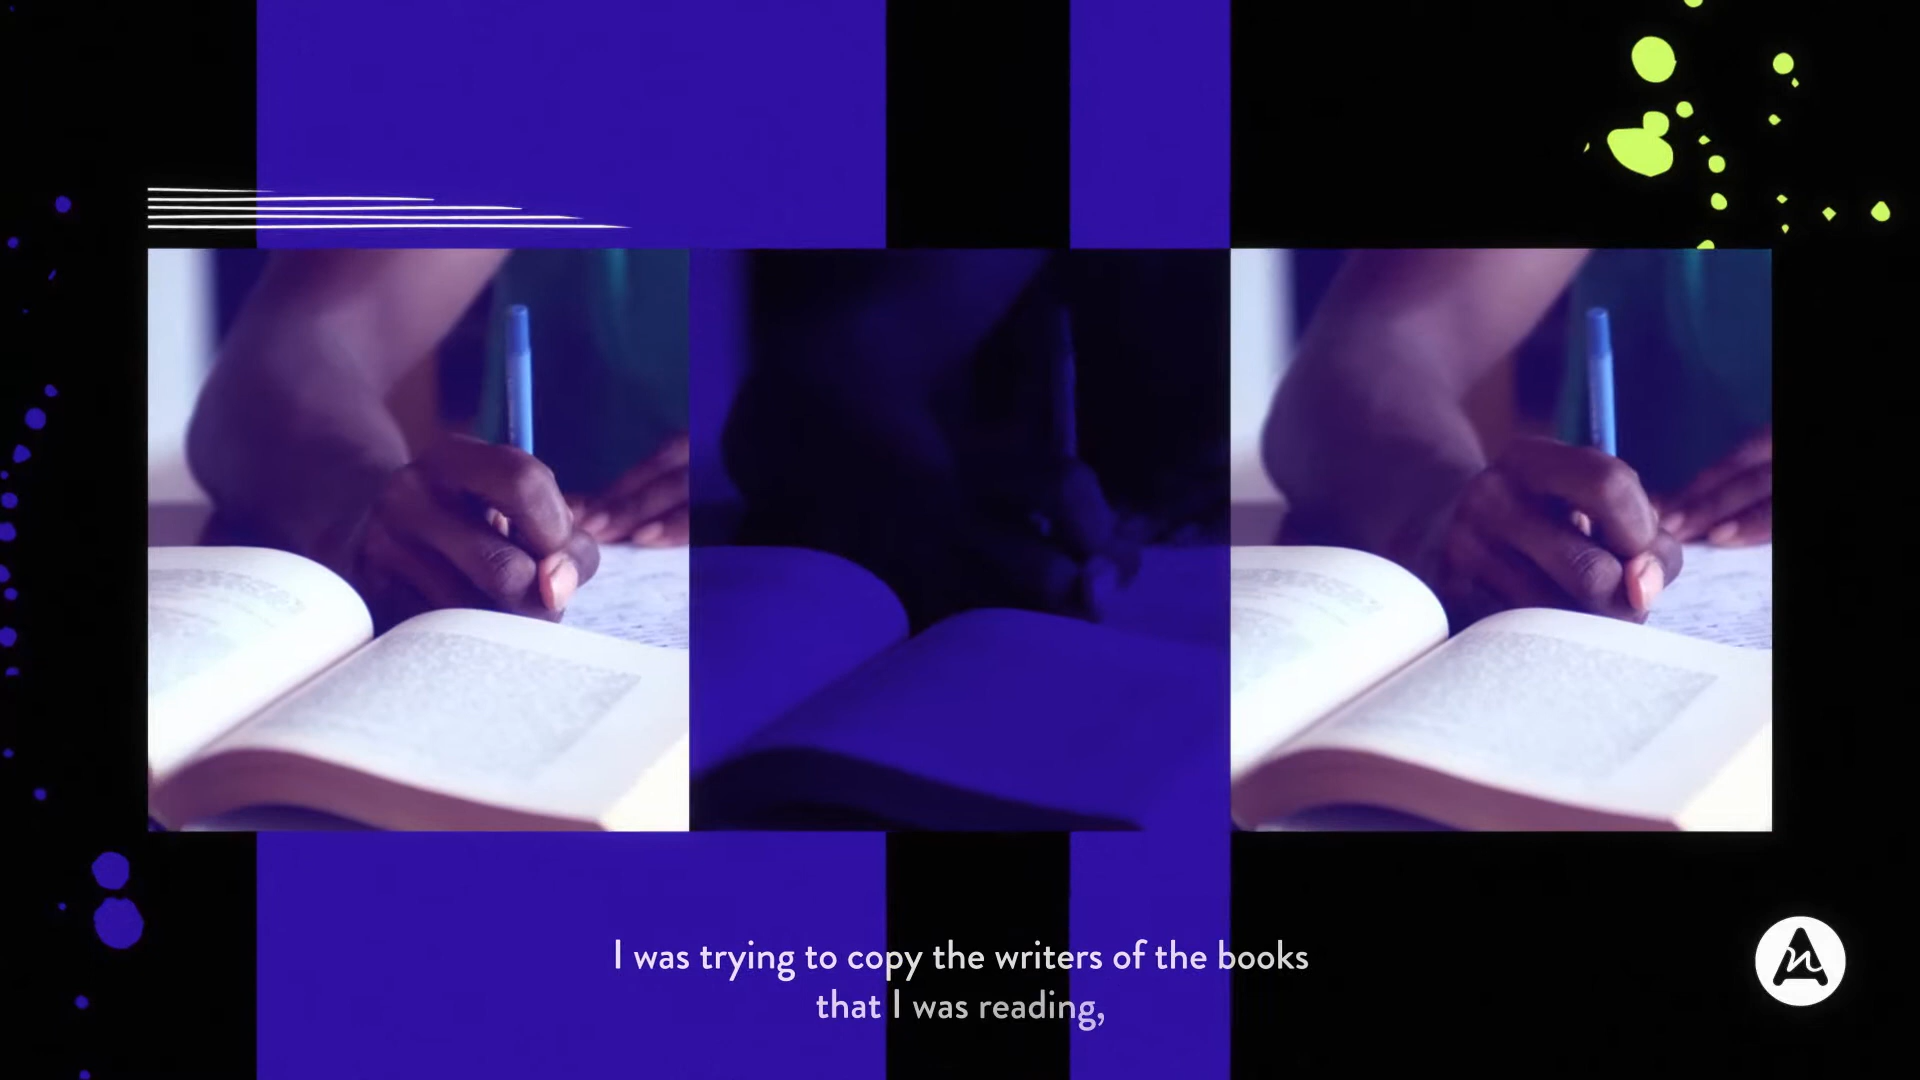 I was trying to copy the writers of the books
that I was reading,